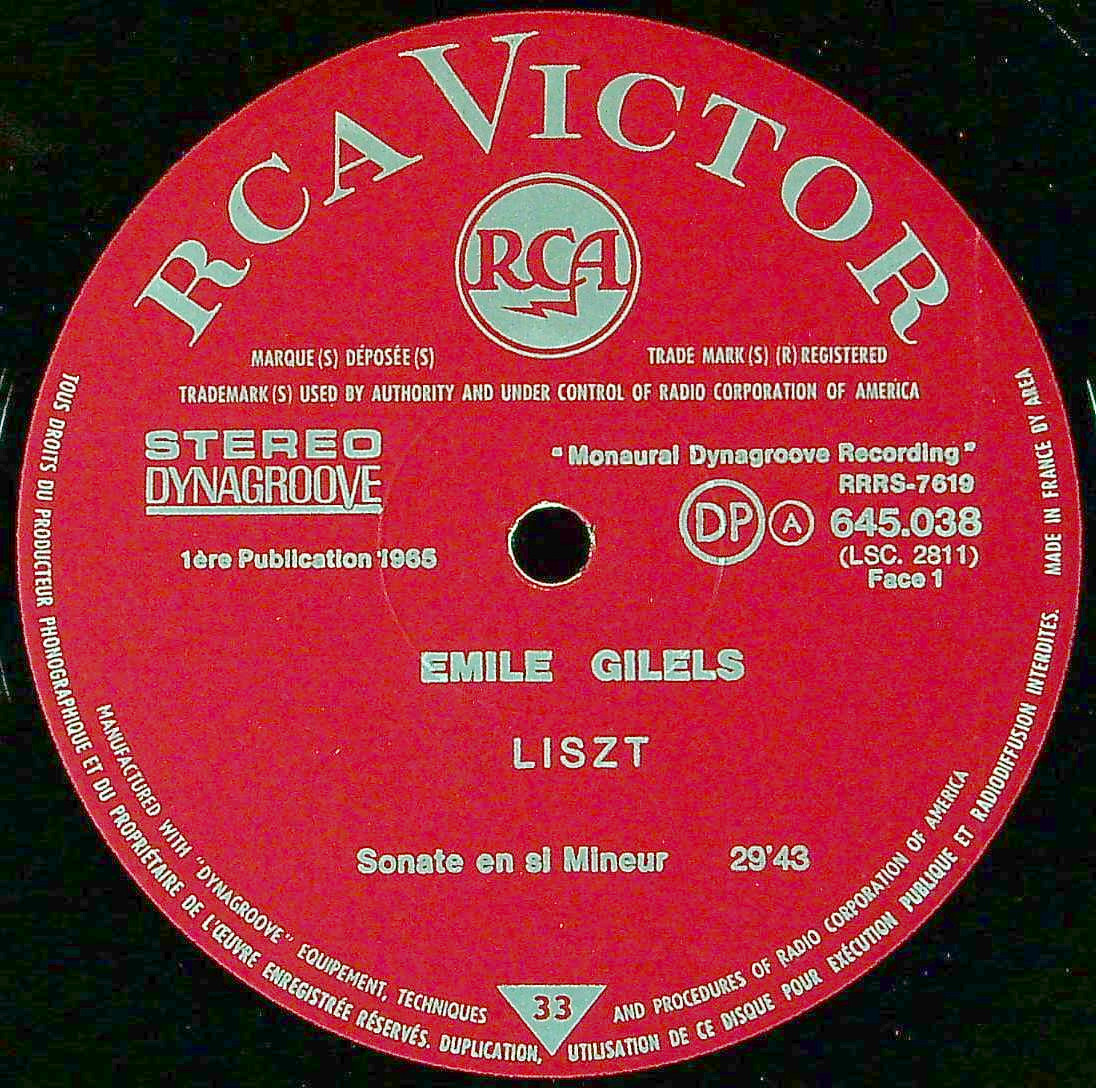 RCA VICTOR
RCA
MARQUE(S) DÉPOSÉE(S)
TRADE MARK(S) (R) REGISTERED
TRADEMARK(S) USED BY AUTHORITY AND UNDER CONTROL OF RADIO CORPORATION OF AMERICA
STEREO
DYNAGROOVE
"Monaural Dynagroove Recording"
RRRS-7619
DP A 645.038
(LSC. 2811)
Face 1
1ère Publication 1965
EMILE GILELS
LISZT
Sonate en si Mineur 29'43
MANUFACTURED WITH "DYNAGROOVE" EQUIPEMENT, TECHNIQUES AND PROCEDURES OF RADIO CORPORATION OF AMERICA
33
TOUS DROITS DU PRODUCTEUR PHONOGRAPHIQUE ET DU PROPRIÉTAIRE DE L'ŒUVRE ENREGISTRÉE RÉSERVÉS. DUPLICATION, UTILISATION DE CE DISQUE POUR EXÉCUTION PUBLIQUE ET RADIODIFFUSION INTERDITES.
MADE IN FRANCE BY AREA